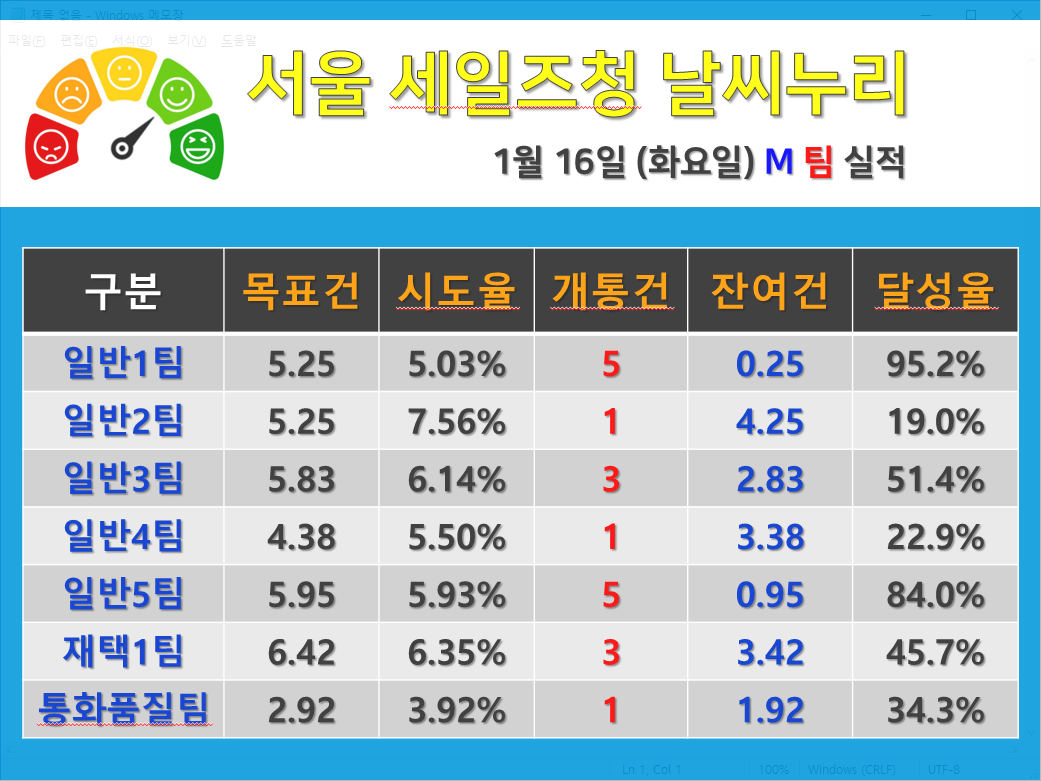 제목 없음 - Windows 메모장
파일(F) 편집(E) 서식(O) 보기(V) 도움말
서울 세일즈청 날씨누리
1월 16일 (화요일) M 팀 실적
구분 목표건 시도율 개통건 잔여건 달성율
일반1팀 5.25 5.03% 5 0.25 95.2%
일반2팀 5.25 7.56% 1 4.25 19.0%
일반3팀 5.83 6.14% 3 2.83 51.4%
일반4팀 4.38 5.50% 1 3.38 22.9%
일반5팀 5.95 5.93% 5 0.95 84.0%
재택1팀 6.42 6.35% 3 3.42 45.7%
통화품질팀 2.92 3.92% 1 1.92 34.3%
Ln 1, Col 1 100% Windows (CRLF) UTF-8